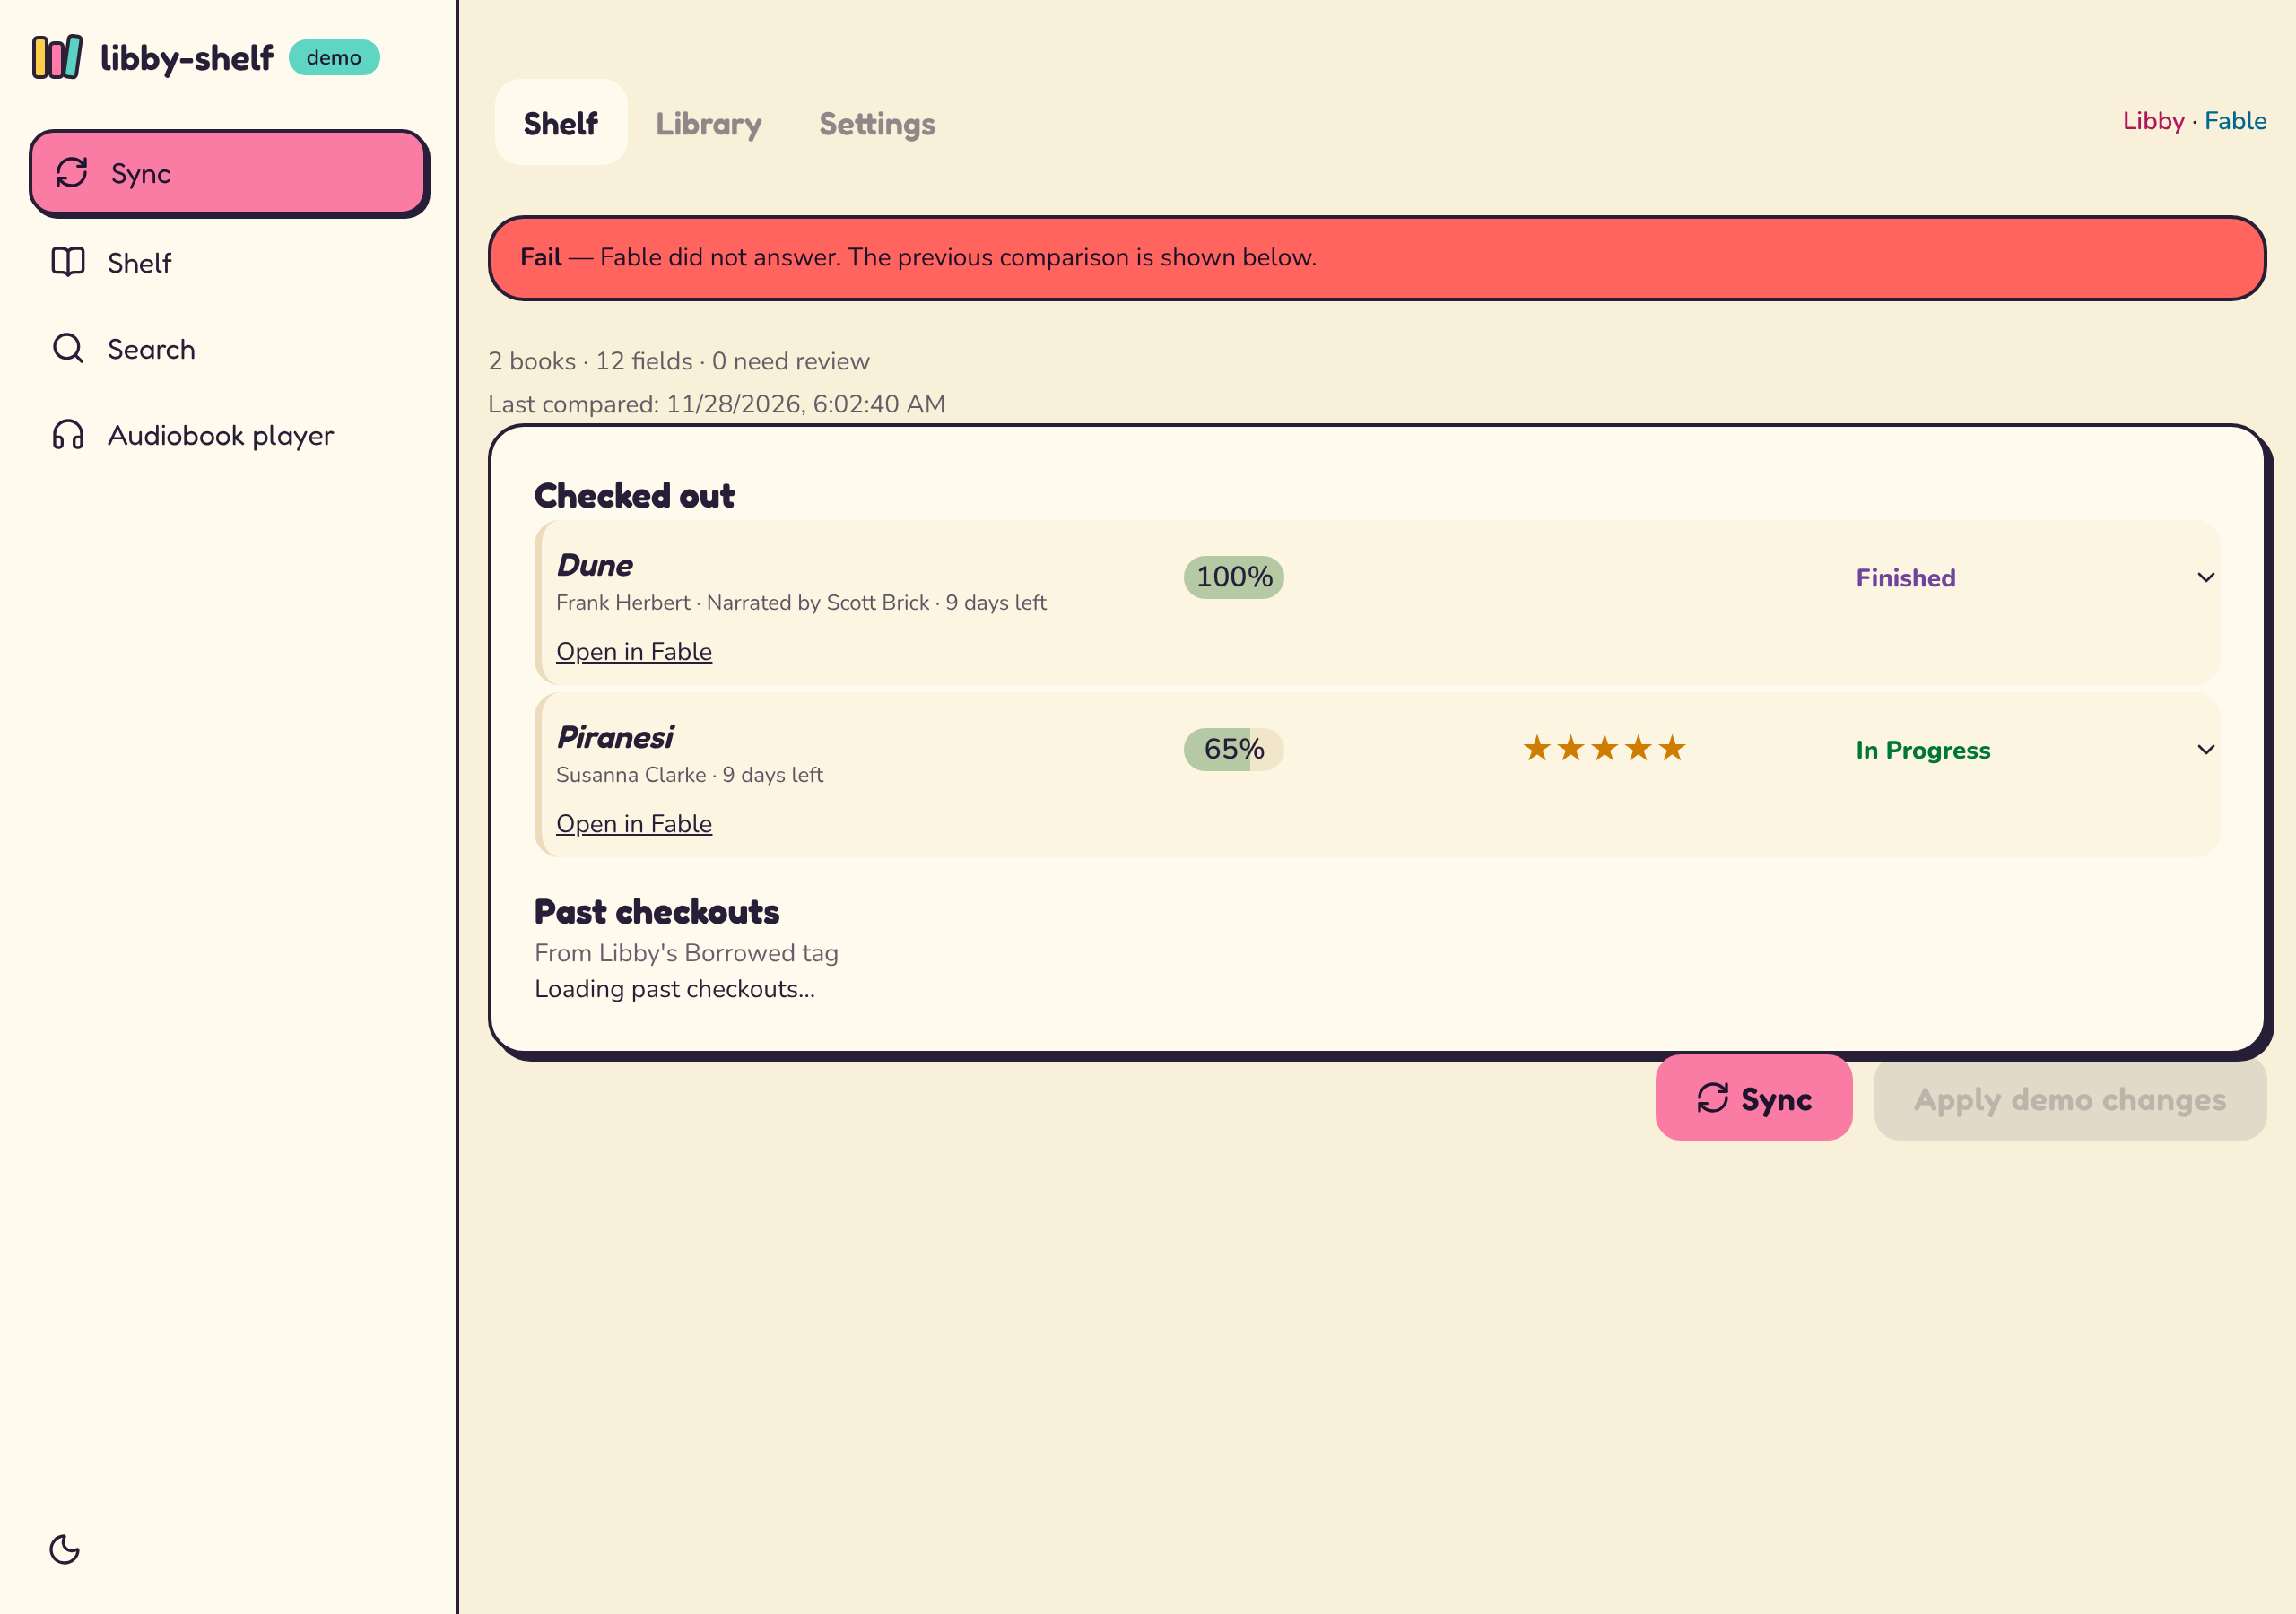 libby-shelf demo
Sync
Shelf
Search
Audiobook player
Shelf Library Settings
Libby · Fable
Fail — Fable did not answer. The previous comparison is shown below.
2 books · 12 fields · 0 need review
Last compared: 11/28/2026, 6:02:40 AM
Checked out
Dune
100%
Finished
Frank Herbert · Narrated by Scott Brick · 9 days left
Open in Fable
Piranesi
65%
★★★★★
In Progress
Susanna Clarke · 9 days left
Open in Fable
Past checkouts
From Libby's Borrowed tag
Loading past checkouts...
Sync
Apply demo changes